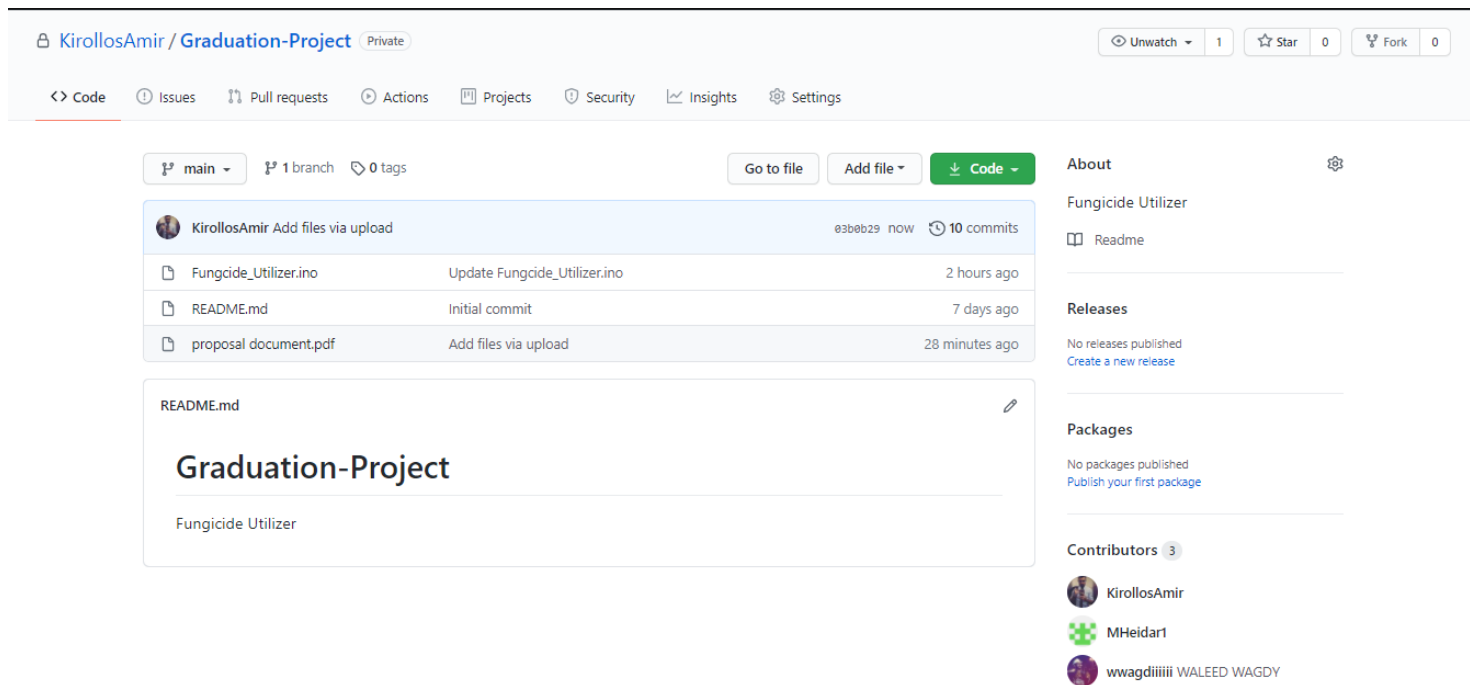 KirollosAmir / Graduation-Project Private
Unwatch 1 Star 0 Fork 0
Code Issues Pull requests Actions Projects Security Insights Settings
main 1 branch 0 tags
Go to file Add file Code
KirollosAmir Add files via upload 03b0b29 now 10 commits
Fungcide_Utilizer.ino Update Fungcide_Utilizer.ino 2 hours ago
README.md Initial commit 7 days ago
proposal document.pdf Add files via upload 28 minutes ago
README.md
Graduation-Project
Fungicide Utilizer
About
Fungicide Utilizer
Readme
Releases
No releases published
Create a new release
Packages
No packages published
Publish your first package
Contributors 3
KirollosAmir
MHeidar1
wwagdiiiiii WALEED WAGDY